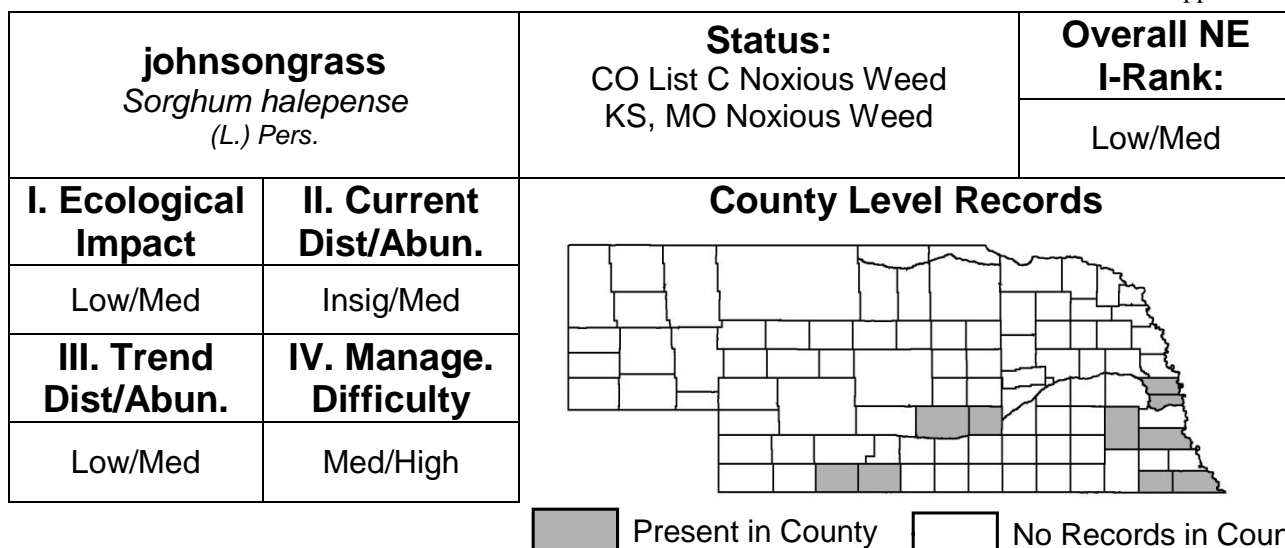 johnsongrass
Sorghum halepense
(L.) Pers.
Status:
CO List C Noxious Weed
KS, MO Noxious Weed
Overall NE
I-Rank:
Low/Med
I. Ecological
Impact
II. Current
Dist/Abun.
Low/Med
Insig/Med
III. Trend
Dist/Abun.
IV. Manage.
Difficulty
Low/Med
Med/High
County Level Records
Present in County
No Records in